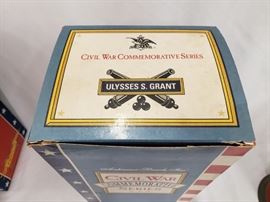 CIVIL WAR COMMEMORATIVE SERIES
ULYSSES S. GRANT
CIVIL WAR
COMMEMORATIVE
SERIES